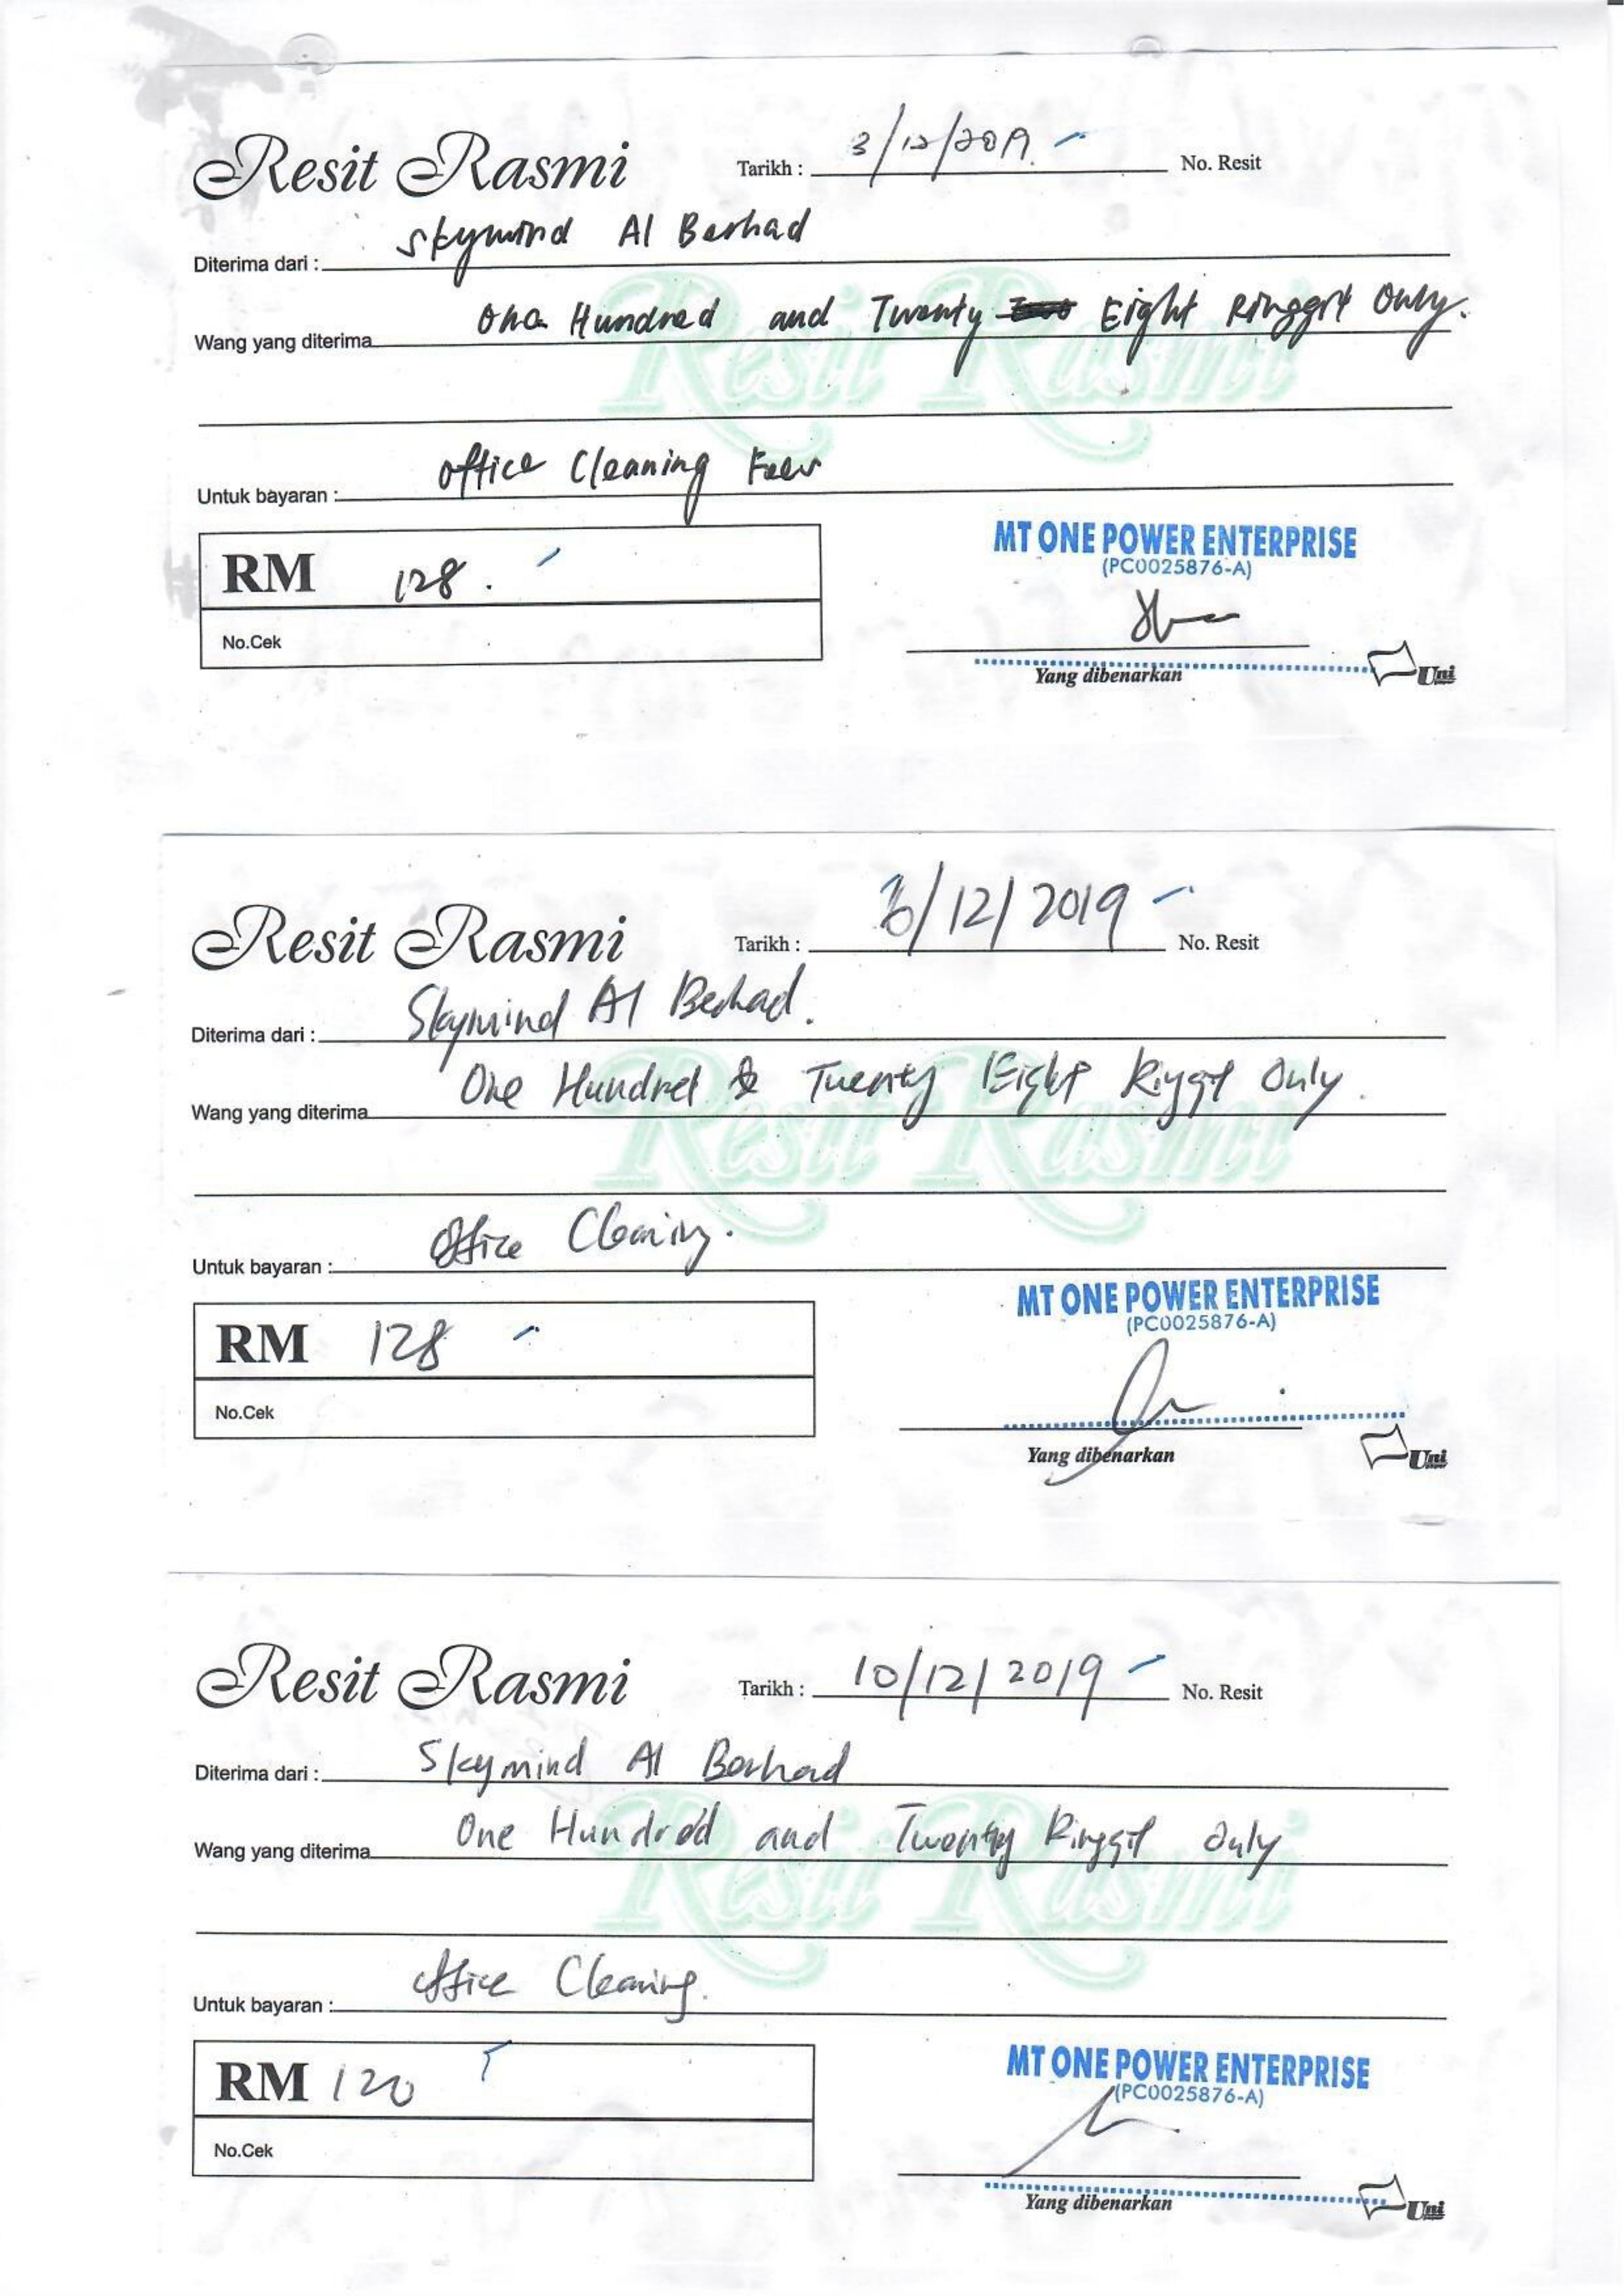 Resit Rasmi
Tarikh : 3/12/2019 No. Resit
Diterima dari : Skymind AI Berhad
Wang yang diterima One Hundred and Twenty Eight Ringgit Only.
Untuk bayaran : Office Cleaning Fees
RM 128.
No.Cek
MT ONE POWER ENTERPRISE
(PC0025876-A)
Yang dibenarkan
Uni
Resit Rasmi
Tarikh : /12/2019 No. Resit
Diterima dari : Skymind AI Berhad.
Wang yang diterima One Hundred & Twenty Eight Ringgit Only.
Untuk bayaran : Office Cleaning.
RM 128
No.Cek
MT ONE POWER ENTERPRISE
(PC0025876-A)
Yang dibenarkan
Uni
Resit Rasmi
Tarikh : 10/12/2019 No. Resit
Diterima dari : Skymind AI Berhad
Wang yang diterima One Hundred and Twenty Ringgit Only
Untuk bayaran : Office Cleaning.
RM 120
No.Cek
MT ONE POWER ENTERPRISE
(PC0025876-A)
Yang dibenarkan
Uni